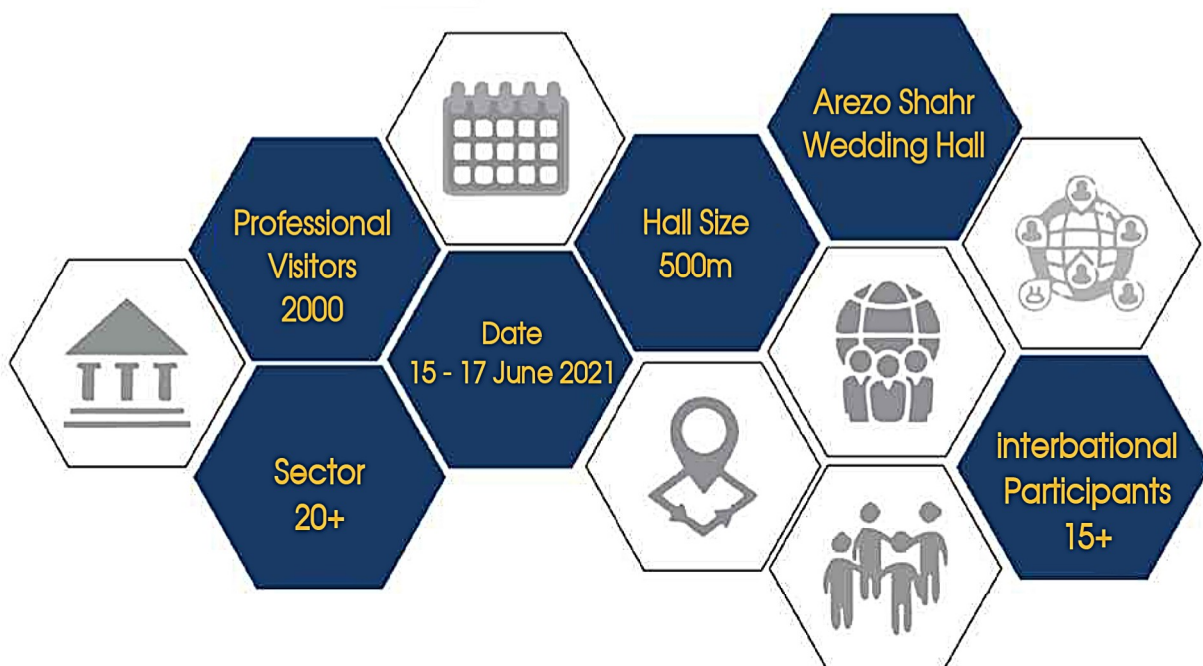 Arezo Shahr
Wedding Hall
Professional
Visitors
2000
Hall Size
500m
Date
15 - 17 June 2021
Sector
20+
interbational
Participants
15+